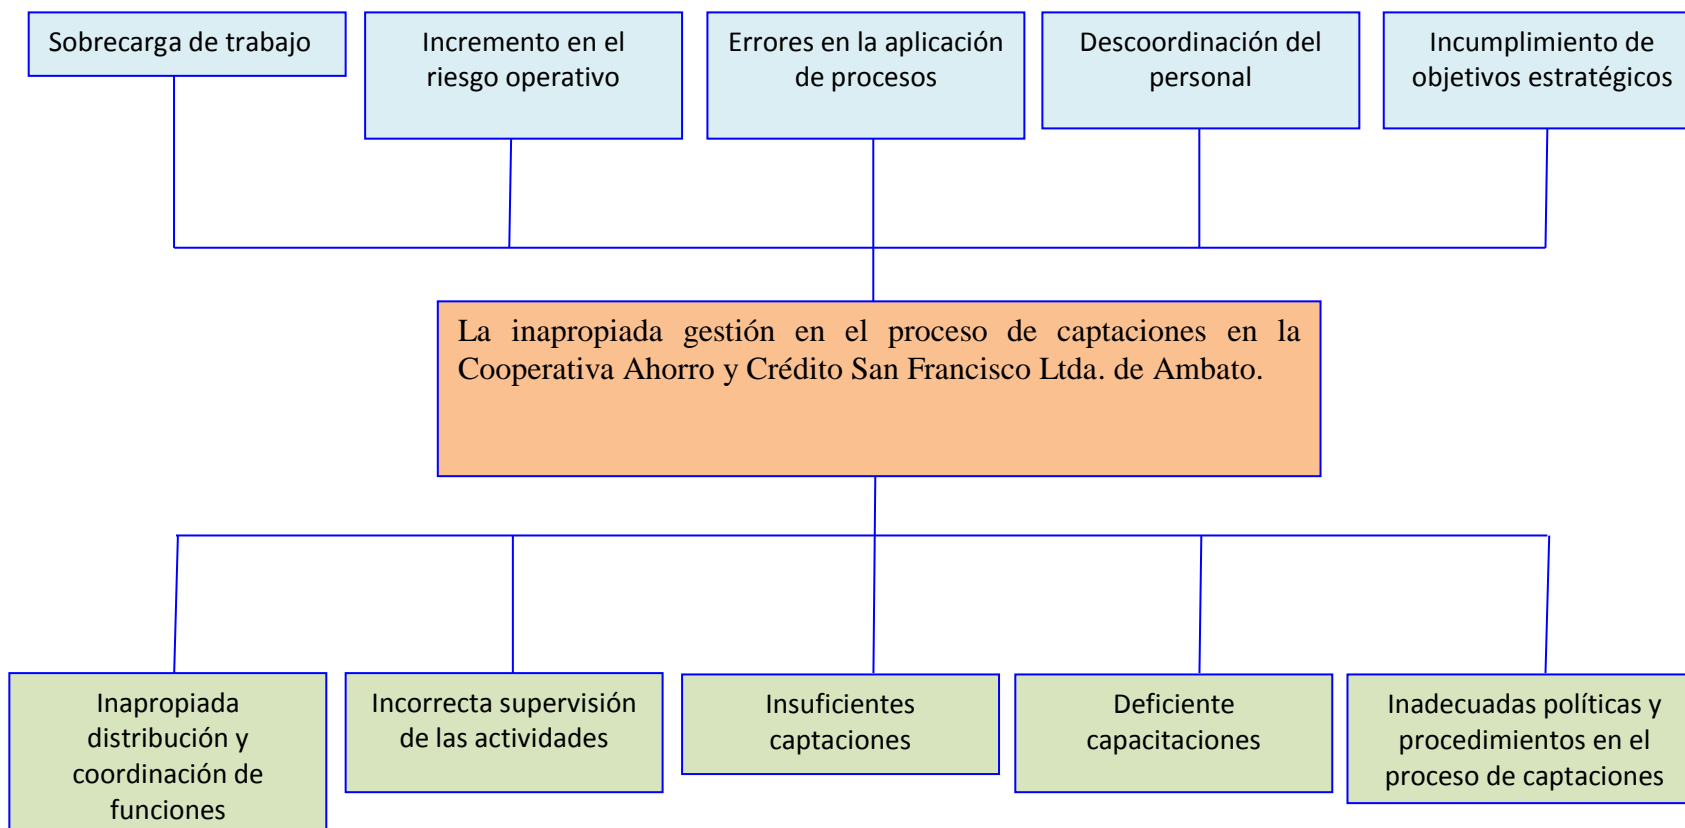 Sobrecarga de trabajo
Incremento en el
riesgo operativo
Errores en la aplicación
de procesos
Descoordinación del
personal
Incumplimiento de
objetivos estratégicos
La inapropiada gestión en el proceso de captaciones en la
Cooperativa Ahorro y Crédito San Francisco Ltda. de Ambato.
Inapropiada
distribución y
coordinación de
funciones
Incorrecta supervisión
de las actividades
Insuficientes
captaciones
Deficiente
capacitaciones
Inadecuadas políticas y
procedimientos en el
proceso de captaciones